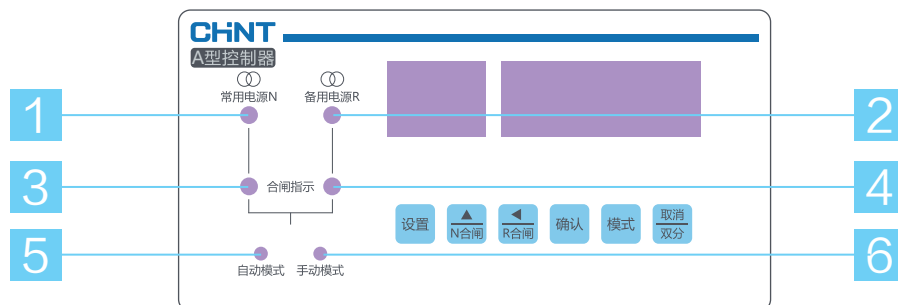 CHNT
A型控制器
常用电源N 备用电源R
1 2
3 合闸指示 4
设置 ▲ N合闸 ◀ R合闸 确认 模式 取消 双分
5 6
自动模式 手动模式